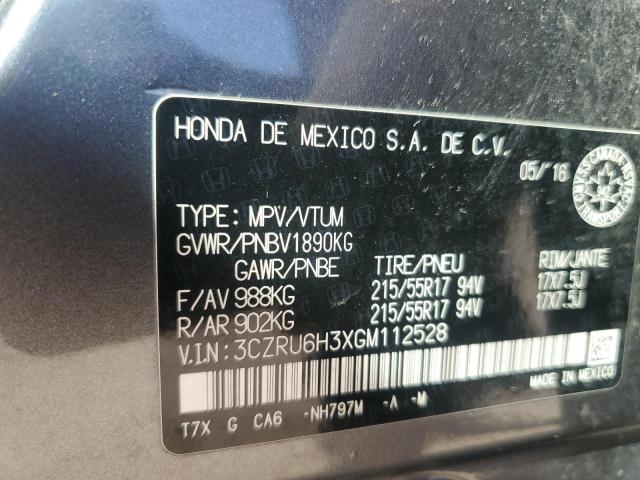 HONDA DE MEXICO S.A. DE C.V.
05/16
TYPE: MPV/VTUM
GVWR/PNBV1890KG
GAWR/PNBE TIRE/PNEU RIM/JANTE
F/AV 988KG 215/55R17 94V 17X7.5J
R/AR 902KG 215/55R17 94V 17X7.5J
V.I.N: 3CZRU6H3XGM112528
MADE IN MEXICO
T7X G CA6 -NH797M -A -M
CANADA
TRANSPORT